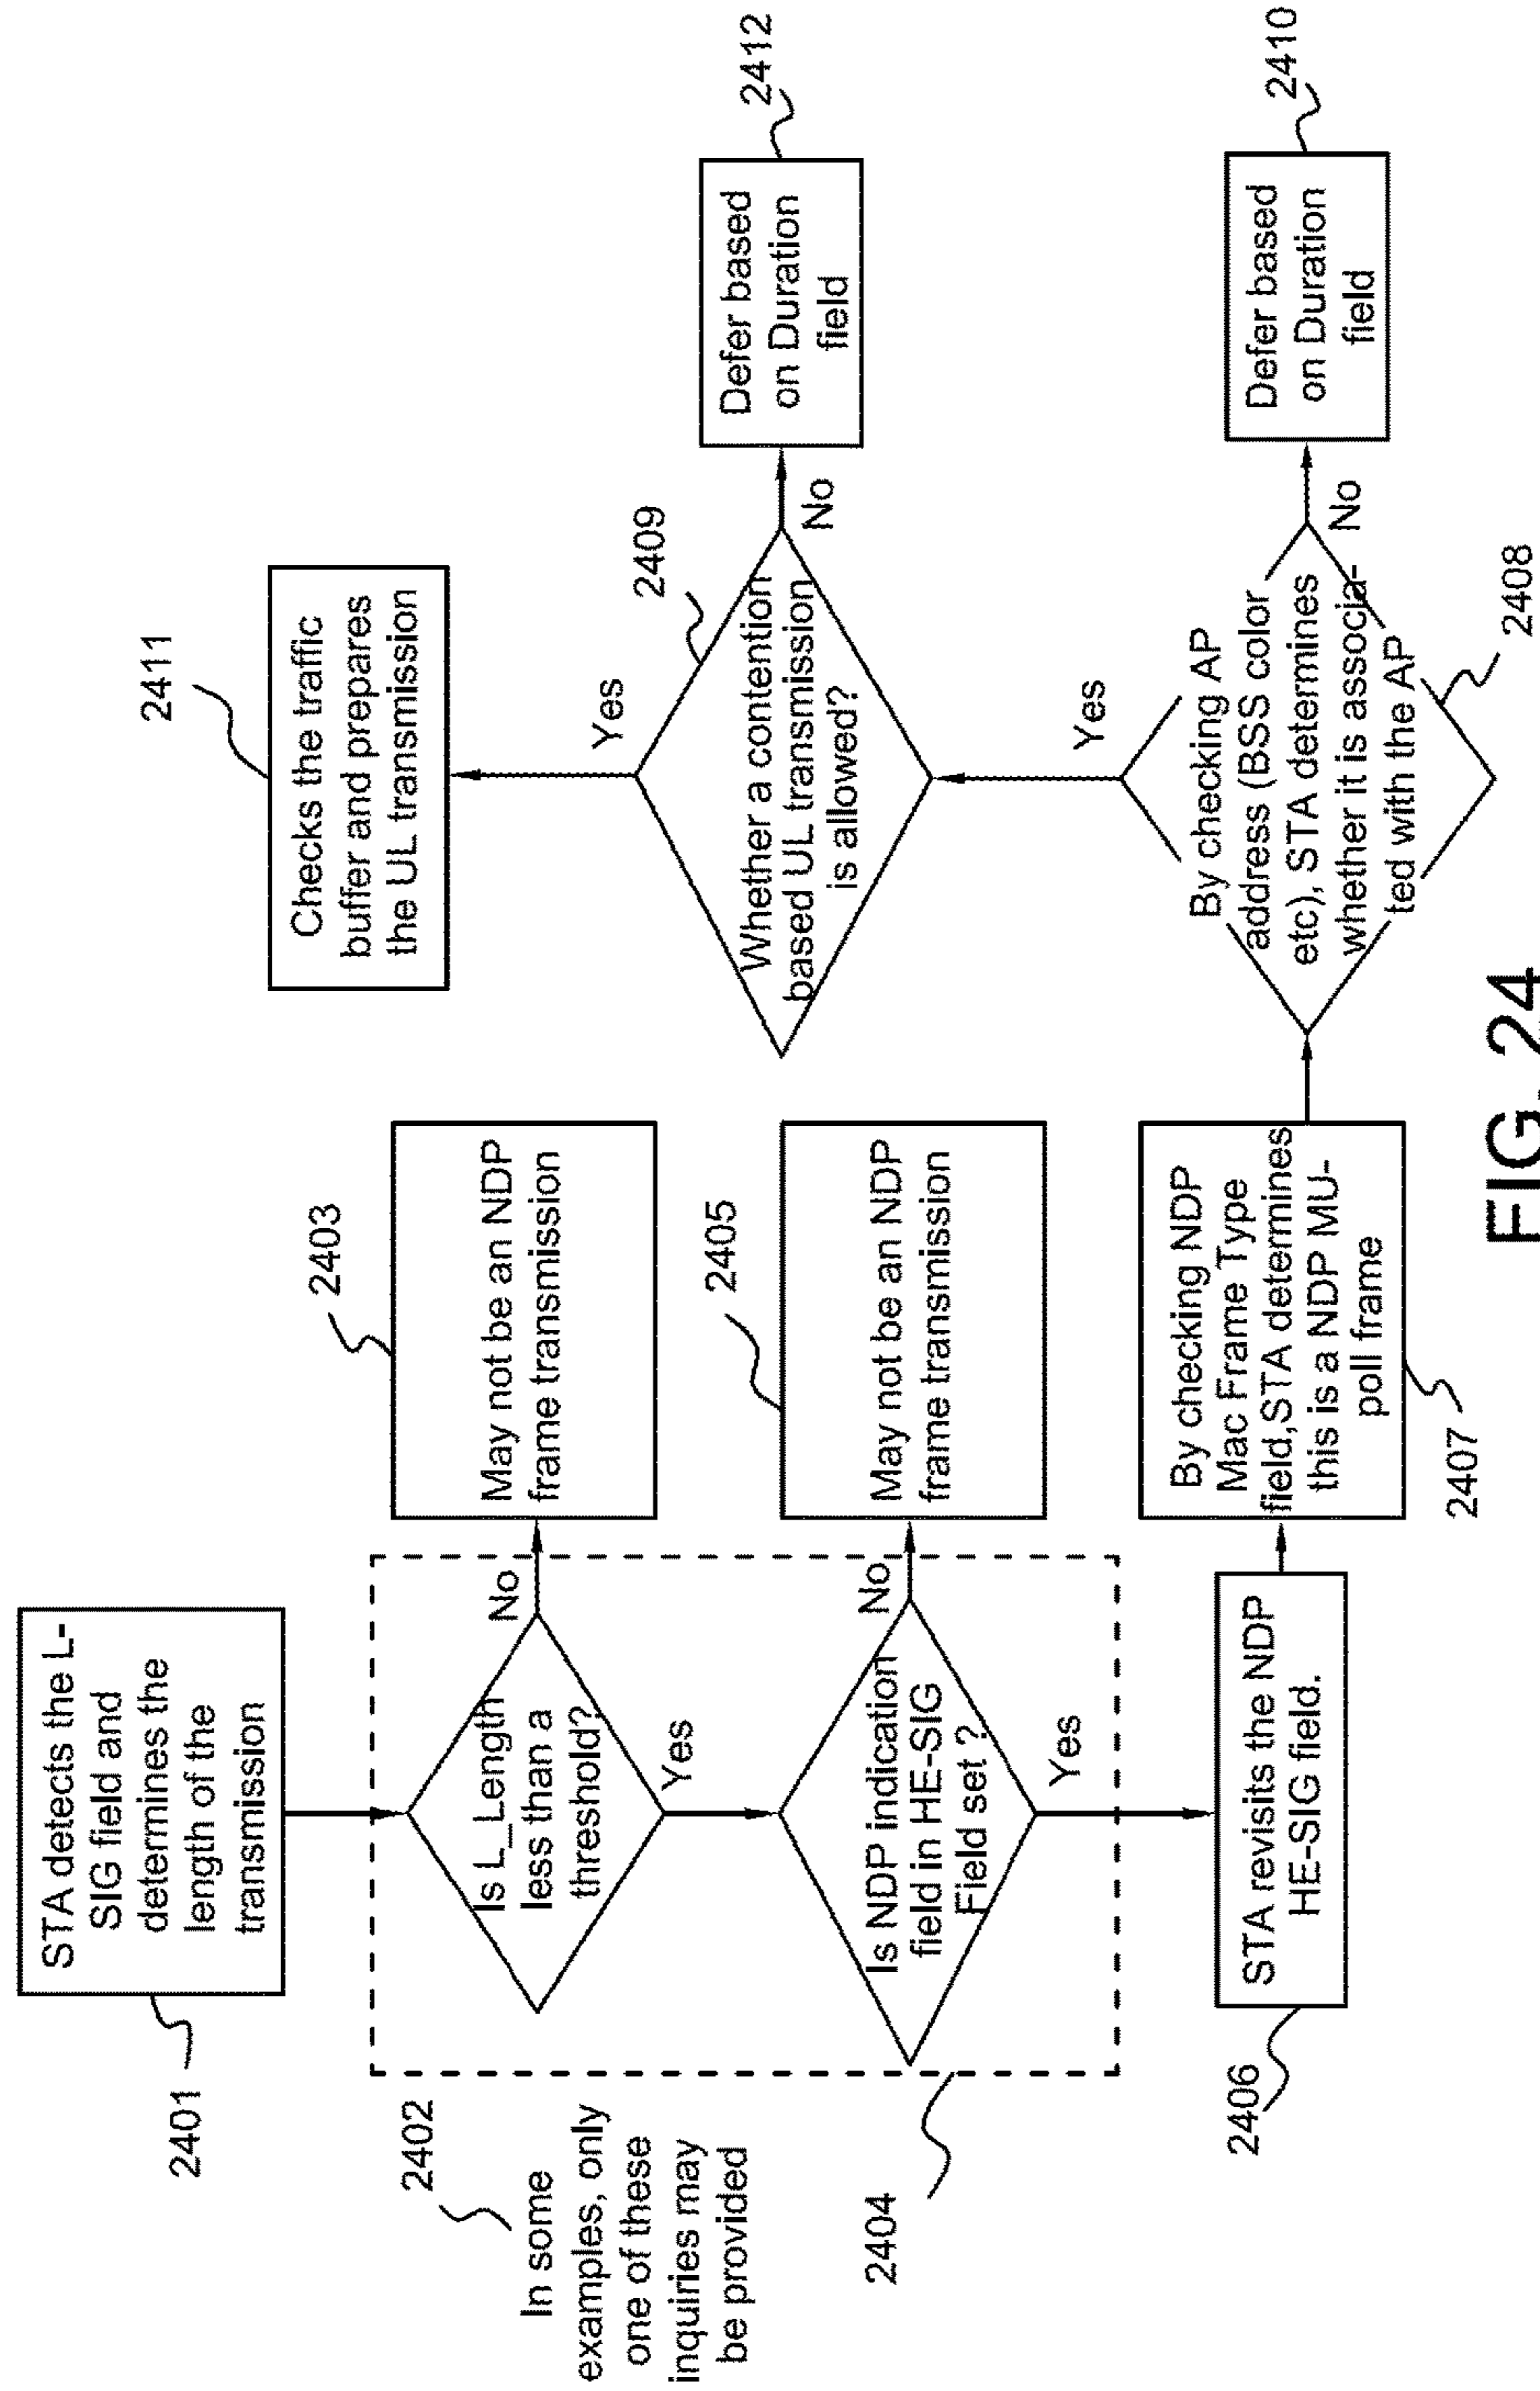 2401
STA detects the L-
SIG field and
determines the
length of the
transmission
2402
In some
examples, only
one of these
inquiries may
be provided
Is L_Length
less than a
threshold?
No
Yes
2403
May not be an NDP
frame transmission
2404
Is NDP indication
field in HE-SIG
Field set ?
No
Yes
2405
May not be an NDP
frame transmission
2406
STA revisits the NDP
HE-SIG field.
By checking NDP
Mac Frame Type
field,STA determines
this is a NDP MU-
poll frame
2407
By checking AP
address (BSS color
etc), STA determines
whether it is associa-
ted with the AP
2408
Yes
No
Defer based
on Duration
field
2410
2409
Whether a contention
based UL transmission
is allowed?
Yes
No
2411
Checks the traffic
buffer and prepares
the UL transmission
Defer based
on Duration
field
2412
FIG. 24